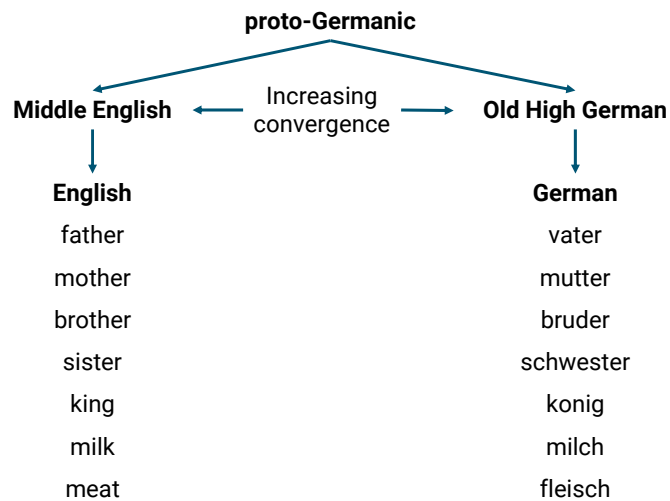 proto-Germanic
Middle English
Increasing
convergence
Old High German
English
German
father
vater
mother
mutter
brother
bruder
sister
schwester
king
konig
milk
milch
meat
fleisch